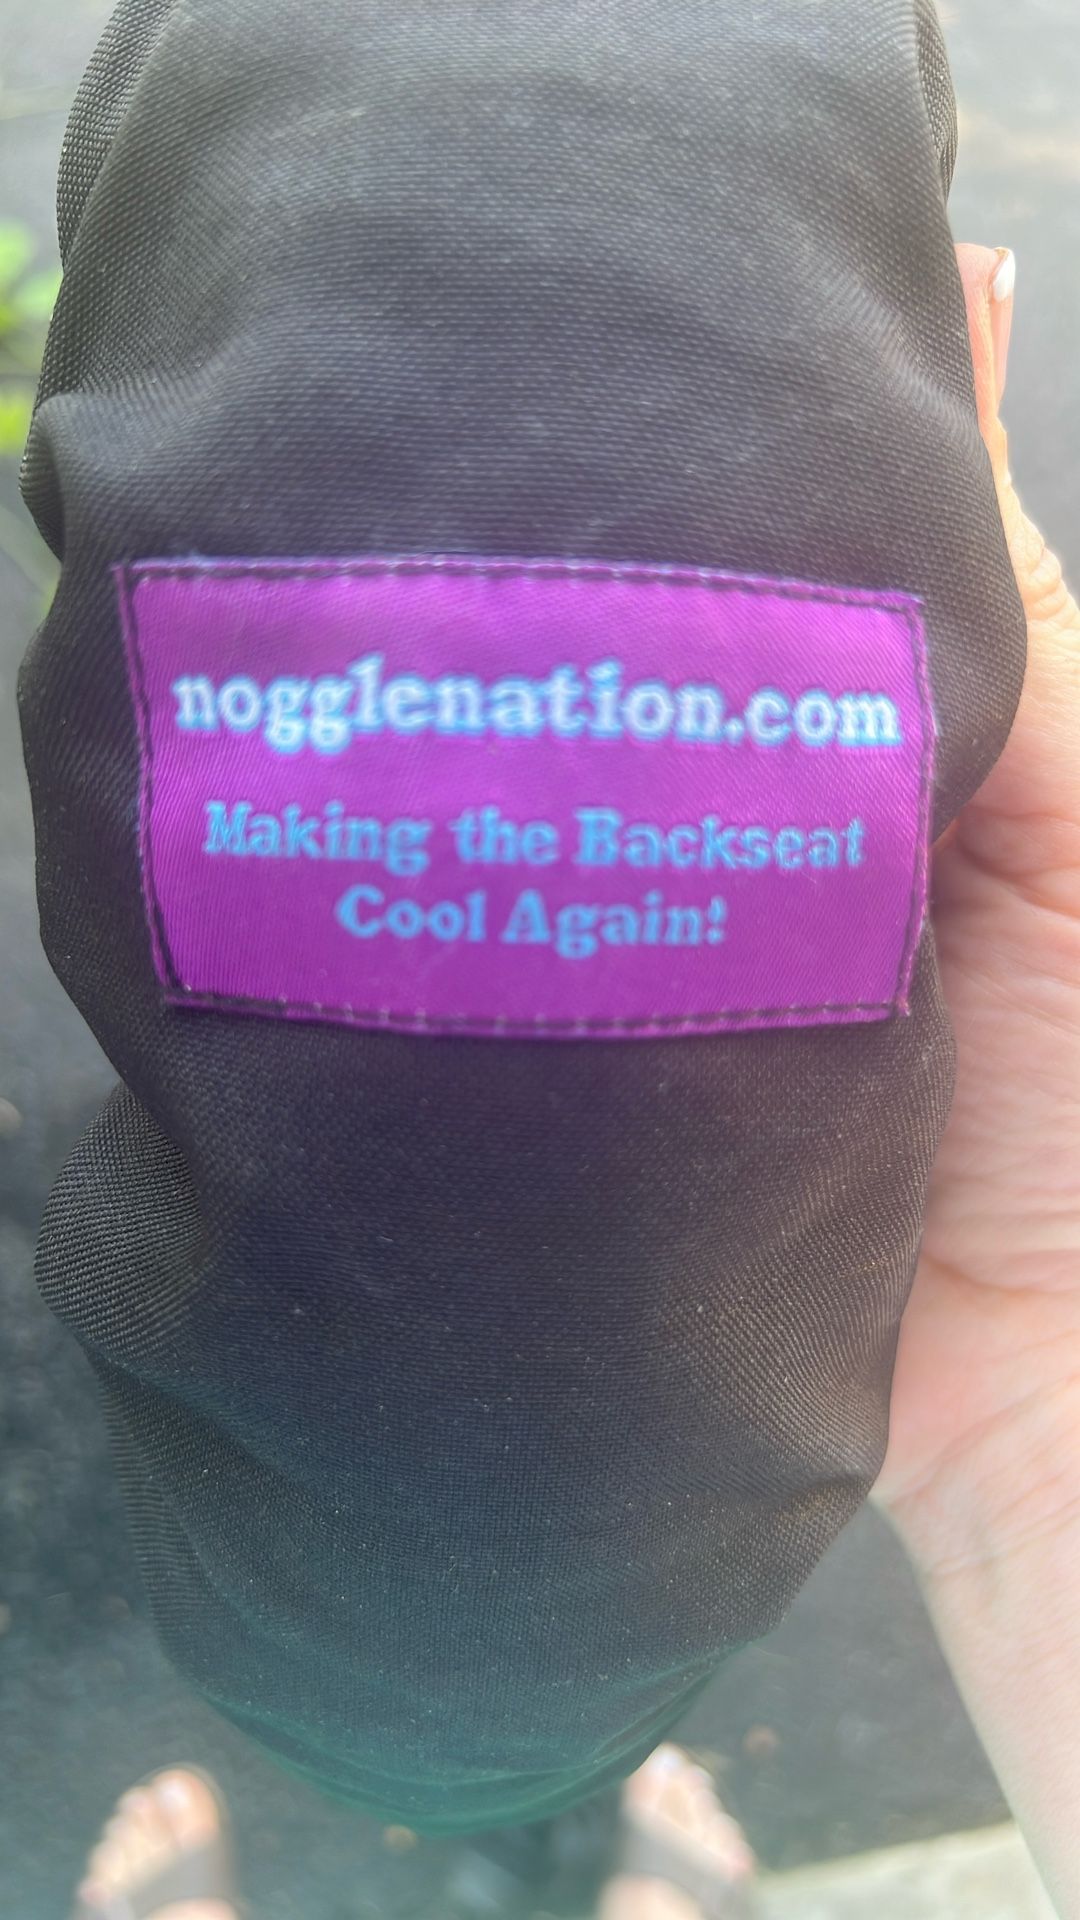 nogglenation.com
Making the Backseat
Cool Again!